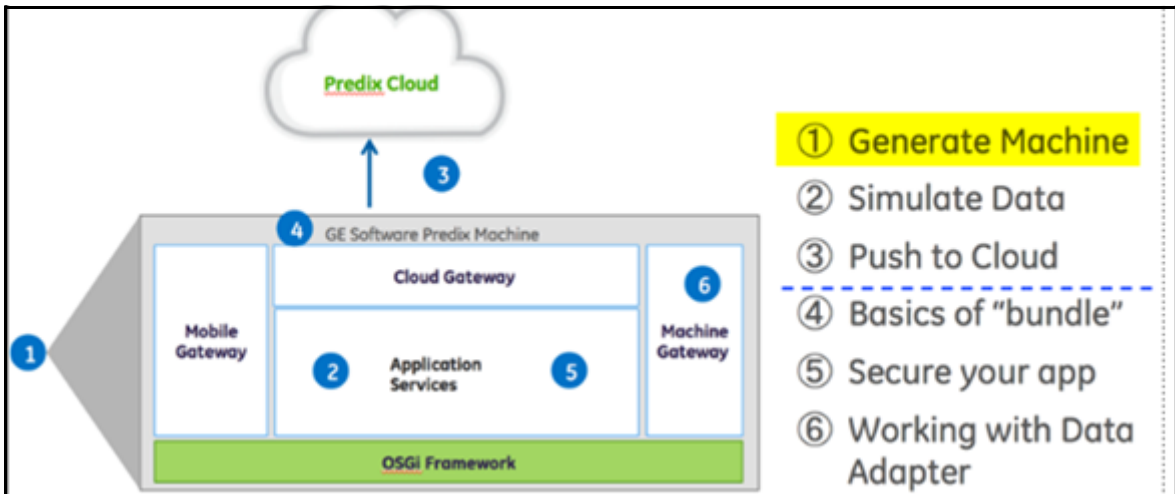 Predix Cloud
3
4
GE Software Predix Machine
Cloud Gateway
6
Mobile
Gateway
Machine
Gateway
1
2
Application
Services
5
OSGi Framework
① Generate Machine
② Simulate Data
③ Push to Cloud
④ Basics of "bundle"
⑤ Secure your app
⑥ Working with Data
Adapter